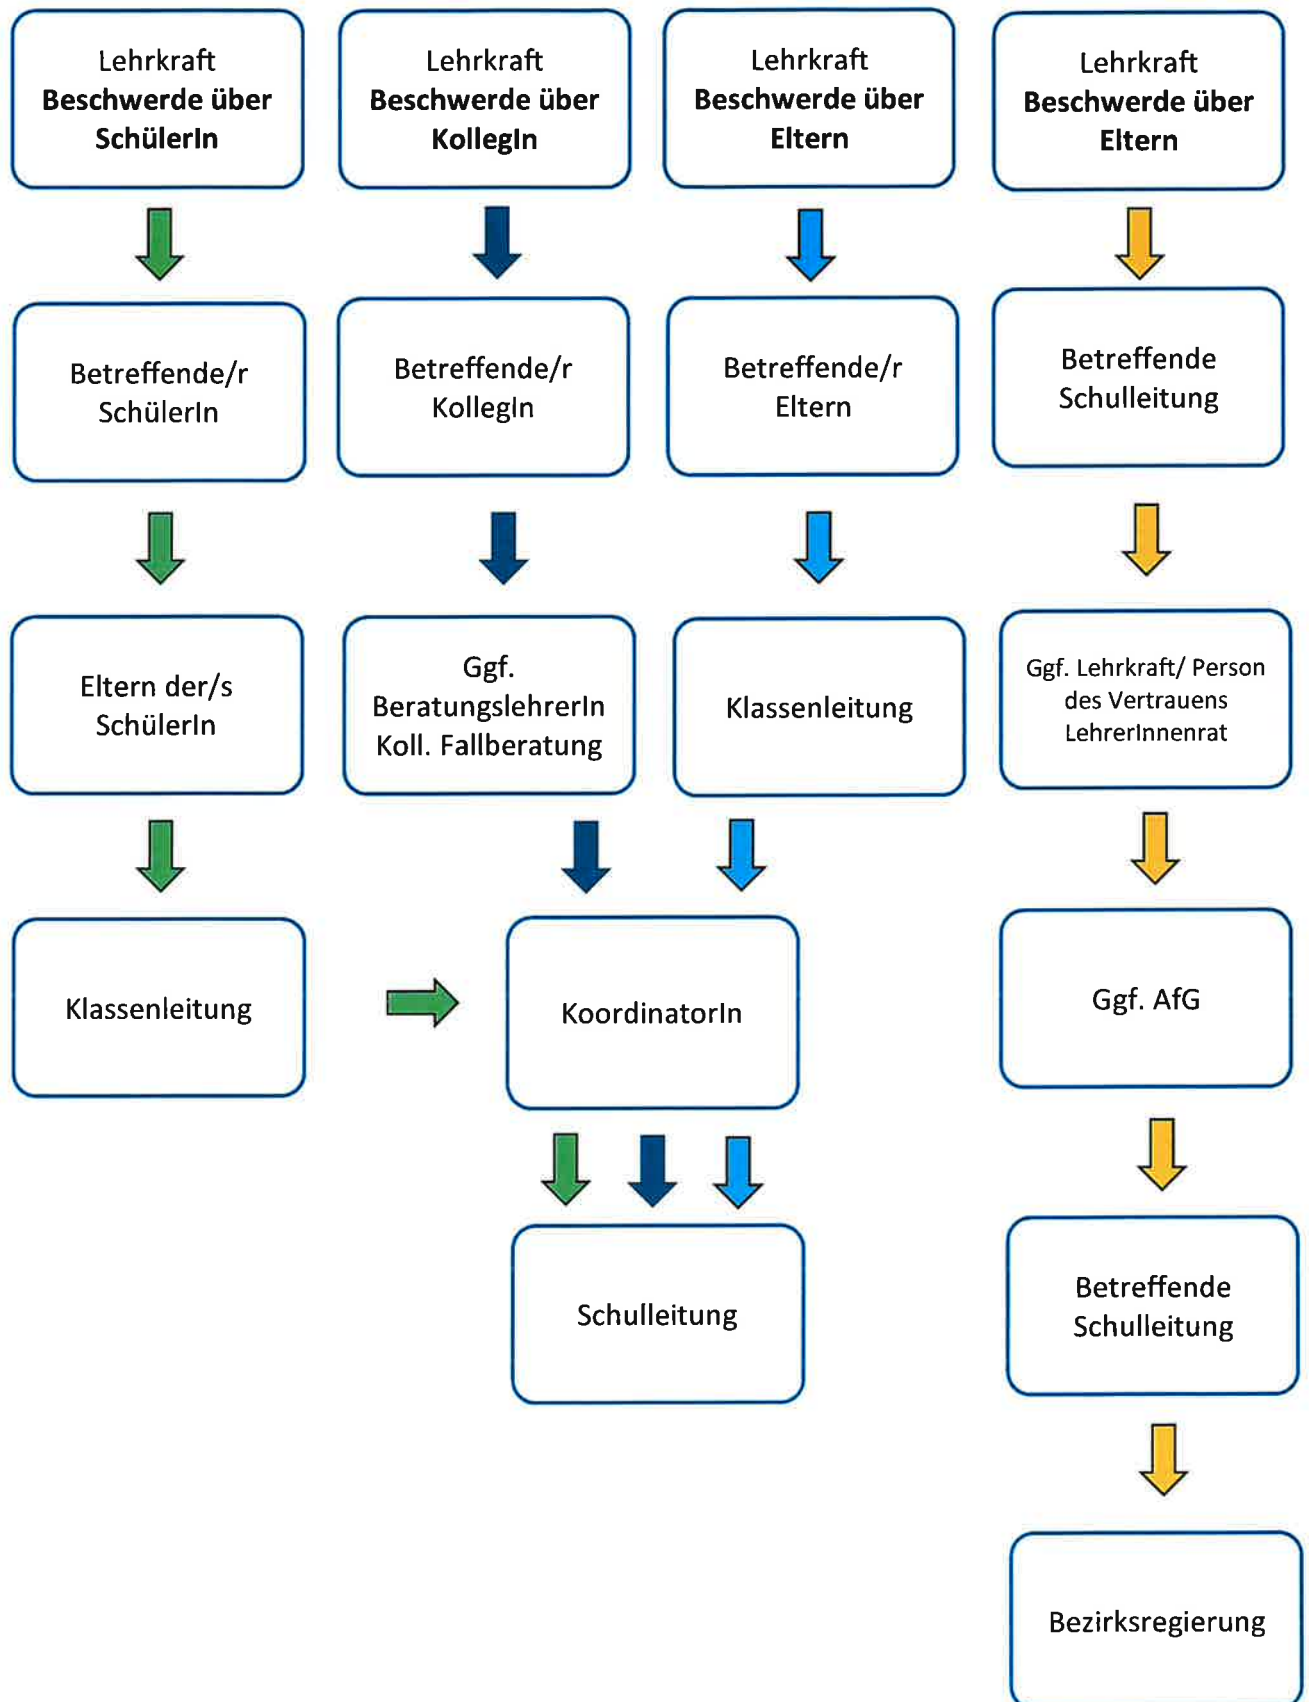 Lehrkraft
Beschwerde über
SchülerIn
Lehrkraft
Beschwerde über
KollegIn
Lehrkraft
Beschwerde über
Eltern
Lehrkraft
Beschwerde über
Eltern
Betreffende/r
SchülerIn
Betreffende/r
KollegIn
Betreffende/r
Eltern
Betreffende
Schulleitung
Eltern der/s
SchülerIn
Ggf.
BeratungslehrerIn
Koll. Fallberatung
Klassenleitung
Ggf. Lehrkraft/ Person
des Vertrauens
LehrerInnenrat
Klassenleitung
KoordinatorIn
Ggf. AfG
Schulleitung
Betreffende
Schulleitung
Bezirksregierung